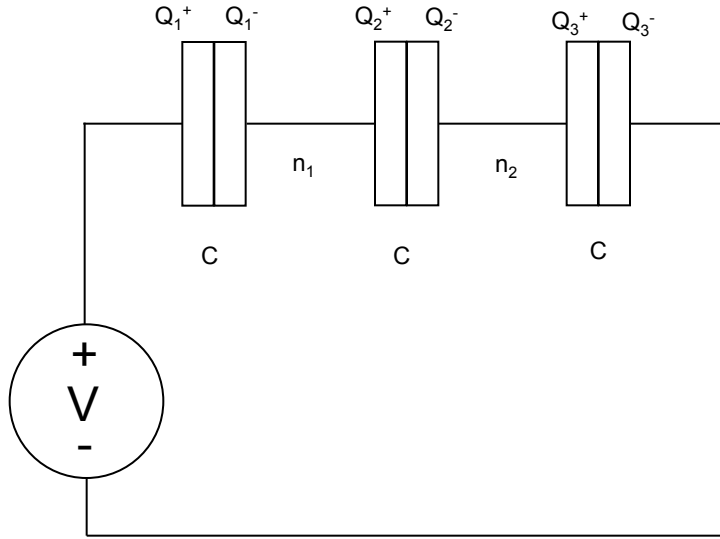 Q₁⁺ Q₁⁻ Q₂⁺ Q₂⁻ Q₃⁺ Q₃⁻
n₁ n₂
C C C
+
V
-